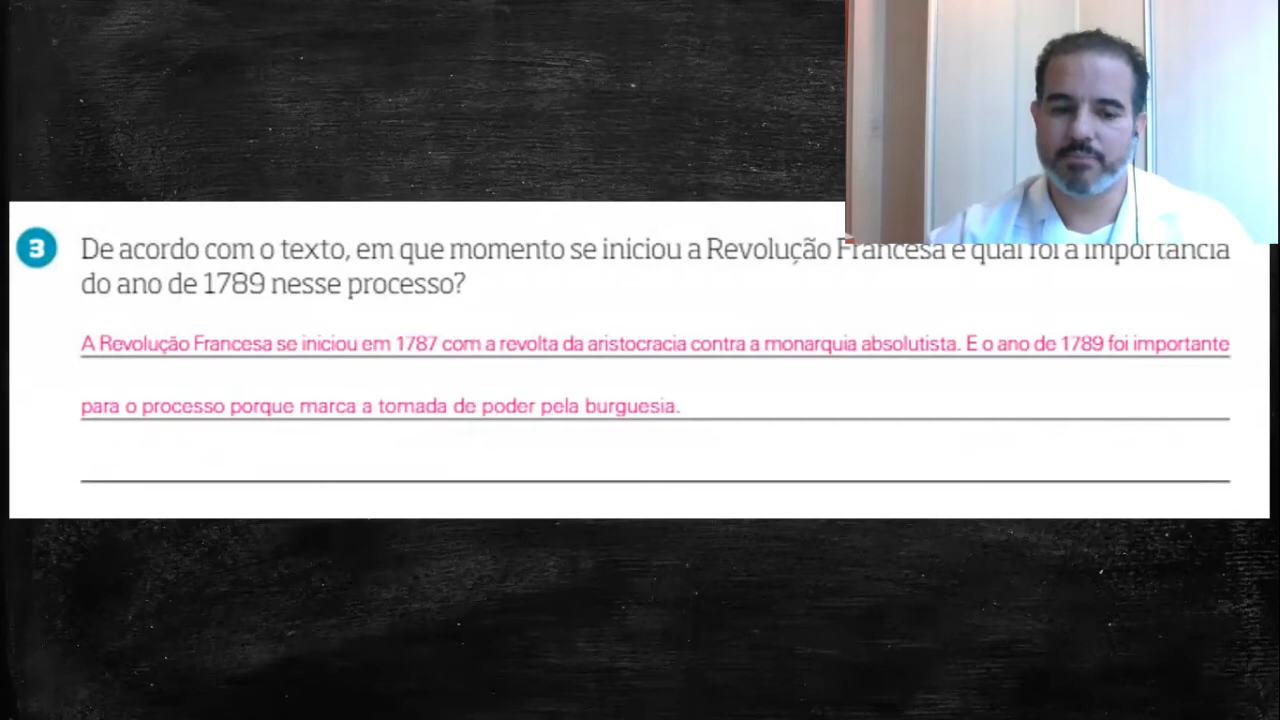 3 De acordo com o texto, em que momento se iniciou a Revolução Francesa e qual foi a importância
do ano de 1789 nesse processo?
A Revolução Francesa se iniciou em 1787 com a revolta da aristocracia contra a monarquia absolutista. E o ano de 1789 foi importante
para o processo porque marca a tomada de poder pela burguesia.